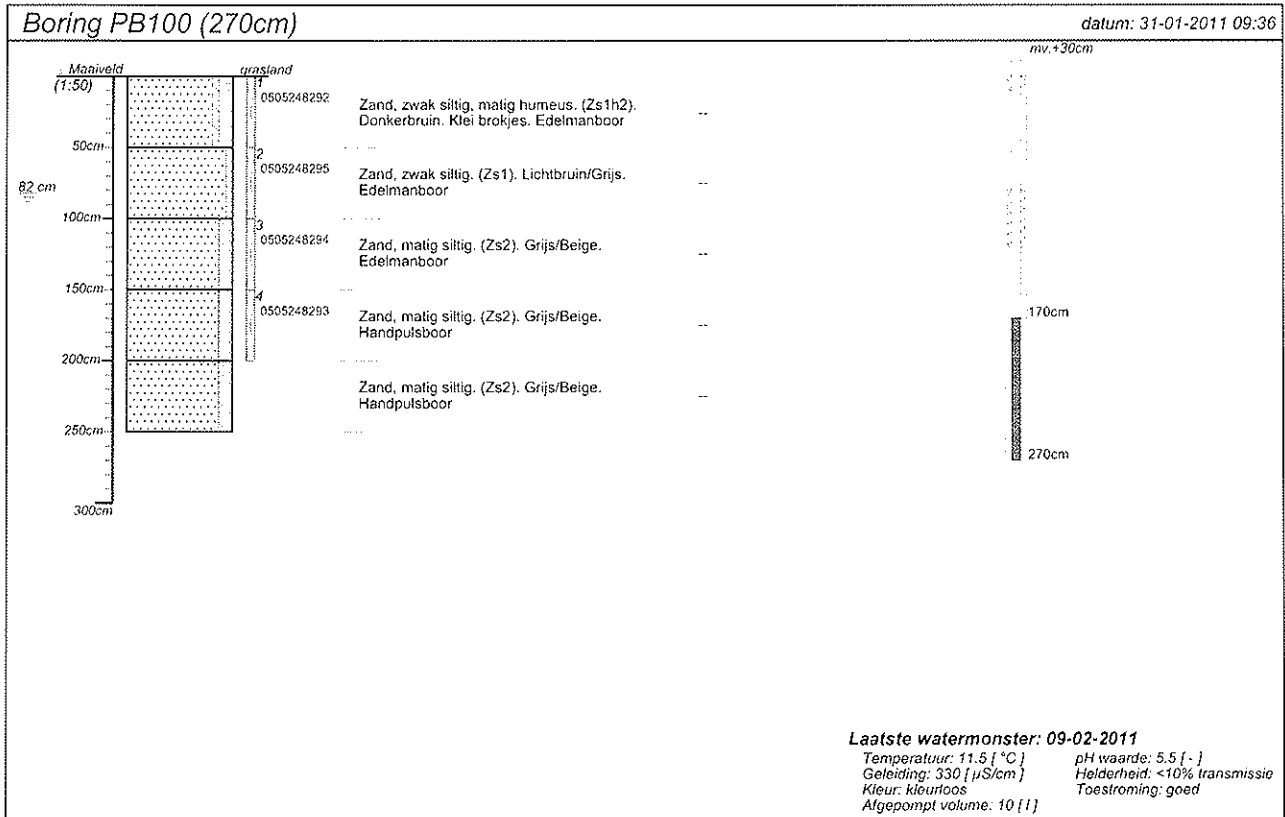 Boring PB100 (270cm)
datum: 31-01-2011 09:36
mv.+30cm
Maaiveld
grasland
(1:50)
1
0505248292
Zand, zwak siltig, matig humeus. (Zs1h2).
Donkerbruin. Klei brokjes. Edelmanboor
--
50cm
2
0505248295
Zand, zwak siltig. (Zs1). Lichtbruin/Grijs.
Edelmanboor
--
82 cm
100cm
3
0505248294
Zand, matig siltig. (Zs2). Grijs/Beige.
Edelmanboor
--
150cm
4
0505248293
Zand, matig siltig. (Zs2). Grijs/Beige.
Handpulsboor
--
170cm
200cm
Zand, matig siltig. (Zs2). Grijs/Beige.
Handpulsboor
--
250cm
270cm
300cm
Laatste watermonster: 09-02-2011
Temperatuur: 11.5 [ °C ]
pH waarde: 5.5 [ - ]
Geleiding: 330 [ µS/cm ]
Helderheid: <10% transmissie
Kleur: kleurloos
Toestroming: goed
Afgepompt volume: 10 [ l ]